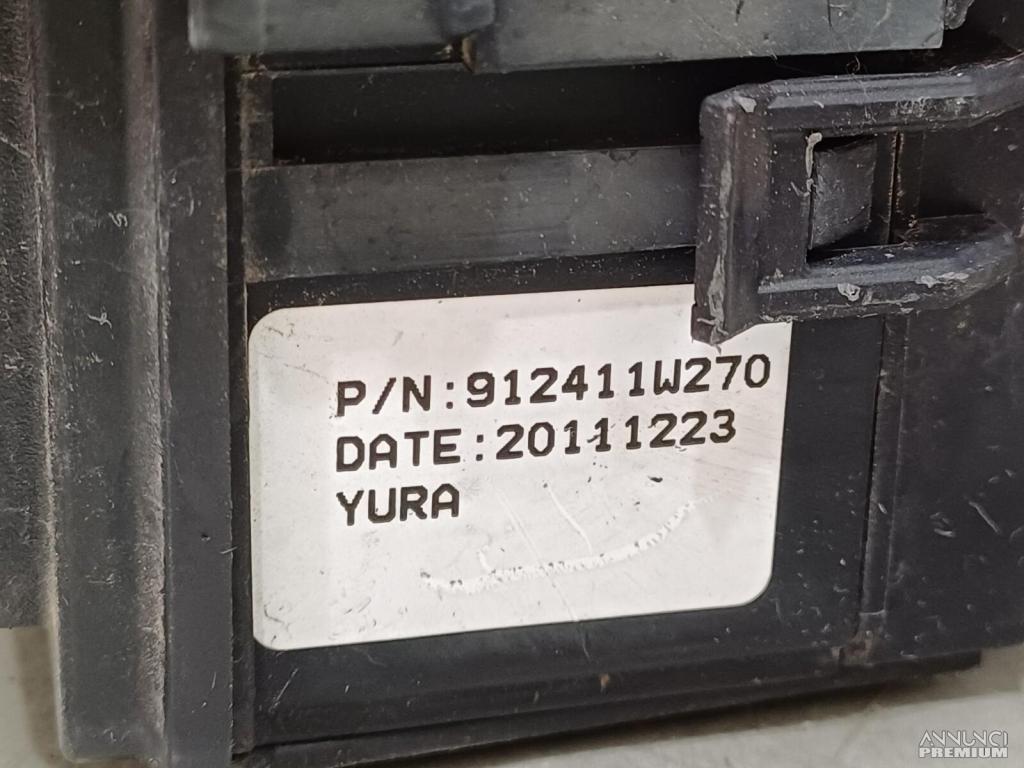 P/N:912411W270
DATE:20111223
YURA
ANNUNCI
PREMIUM